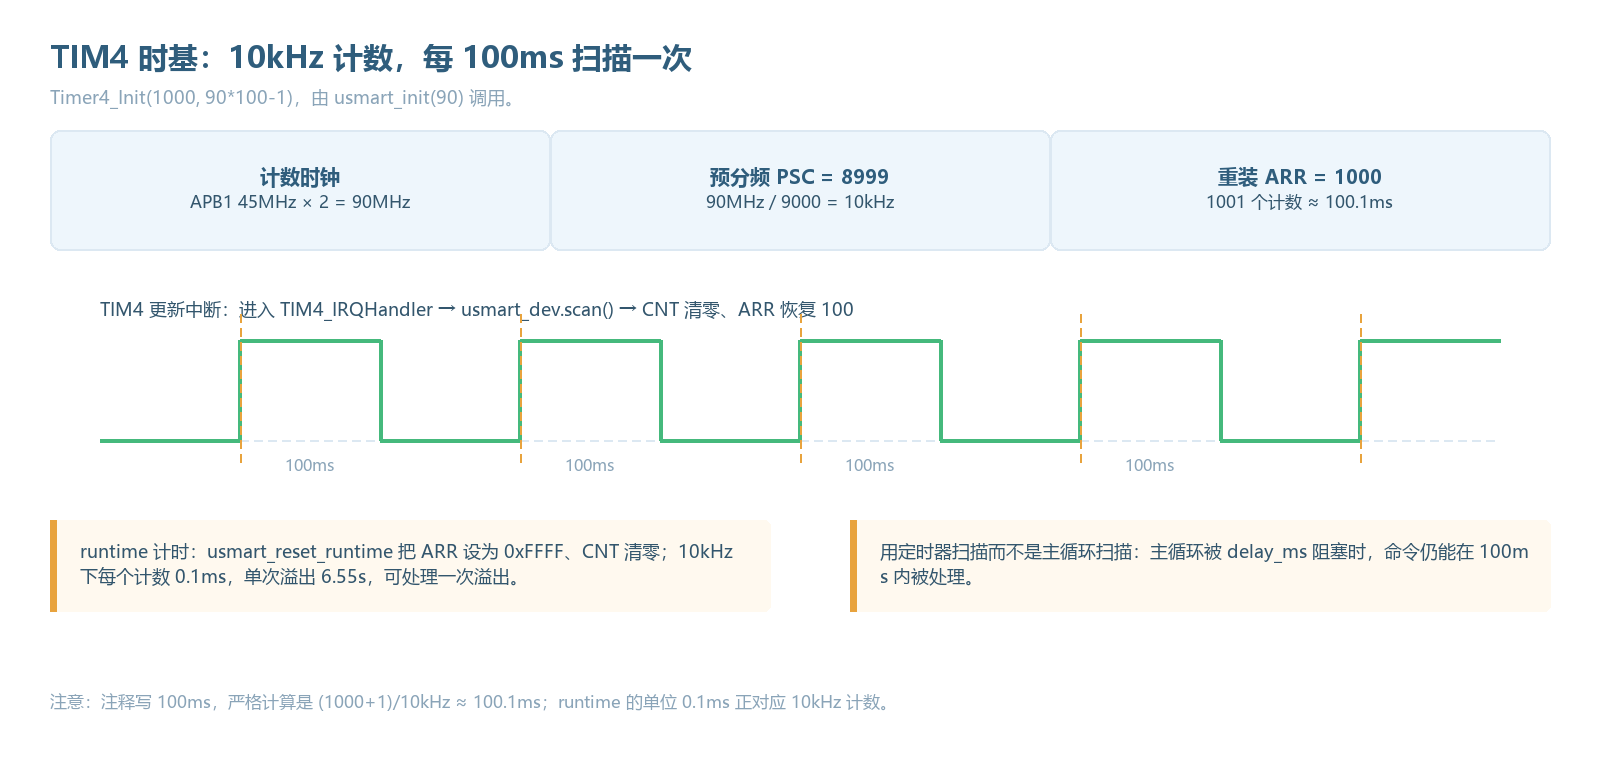 TIM4 时基：10kHz 计数，每 100ms 扫描一次
Timer4_Init(1000, 90*100-1)，由 usmart_init(90) 调用。
计数时钟
APB1 45MHz × 2 = 90MHz
预分频 PSC = 8999
90MHz / 9000 = 10kHz
重装 ARR = 1000
1001 个计数 ≈ 100.1ms
TIM4 更新中断：进入 TIM4_IRQHandler → usmart_dev.scan() → CNT 清零、ARR 恢复 100
100ms
100ms
100ms
100ms
runtime 计时：usmart_reset_runtime 把 ARR 设为 0xFFFF、CNT 清零；10kHz
下每个计数 0.1ms，单次溢出 6.55s，可处理一次溢出。
用定时器扫描而不是主循环扫描：主循环被 delay_ms 阻塞时，命令仍能在 100m
s 内被处理。
注意：注释写 100ms，严格计算是 (1000+1)/10kHz ≈ 100.1ms；runtime 的单位 0.1ms 正对应 10kHz 计数。